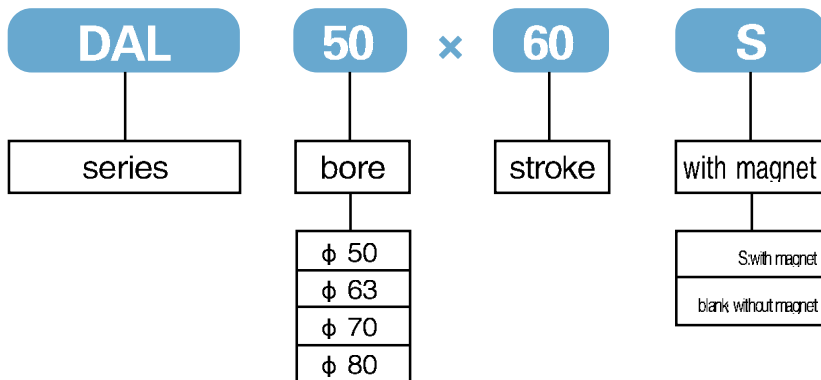 DAL 50 × 60 S
series bore stroke with magnet
φ 50
φ 63
φ 70
φ 80
S:with magnet
blank without magnet